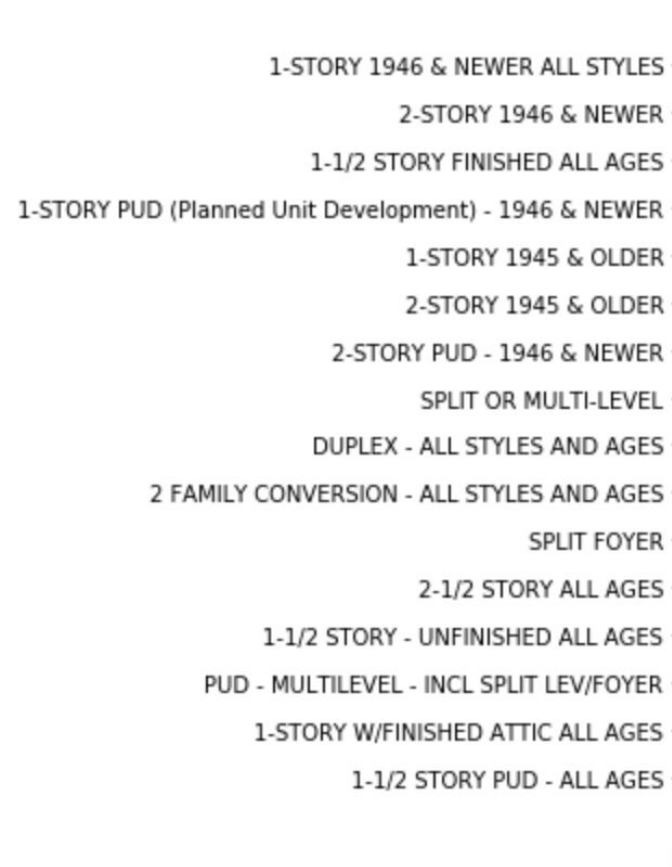 1-STORY 1946 & NEWER ALL STYLES
2-STORY 1946 & NEWER
1-1/2 STORY FINISHED ALL AGES
1-STORY PUD (Planned Unit Development) - 1946 & NEWER
1-STORY 1945 & OLDER
2-STORY 1945 & OLDER
2-STORY PUD - 1946 & NEWER
SPLIT OR MULTI-LEVEL
DUPLEX - ALL STYLES AND AGES
2 FAMILY CONVERSION - ALL STYLES AND AGES
SPLIT FOYER
2-1/2 STORY ALL AGES
1-1/2 STORY - UNFINISHED ALL AGES
PUD - MULTILEVEL - INCL SPLIT LEV/FOYER
1-STORY W/FINISHED ATTIC ALL AGES
1-1/2 STORY PUD - ALL AGES